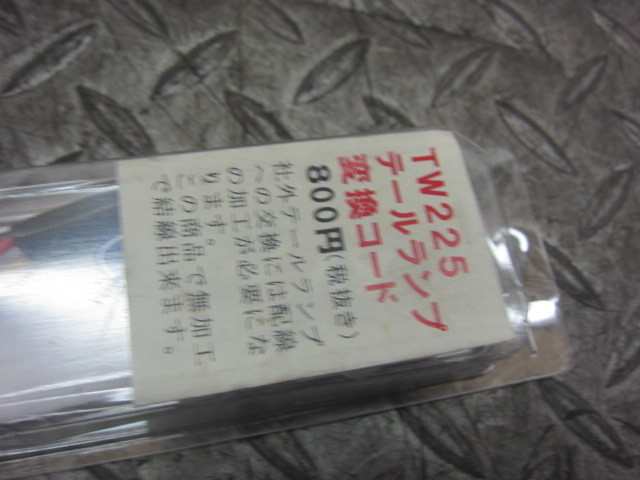 TW225
テールランプ
変換コード
800円(税抜き)
社外テールランプ
への交換には配線
の加工が必要にな
ります。
この商品で無加工
で結線出来ます。